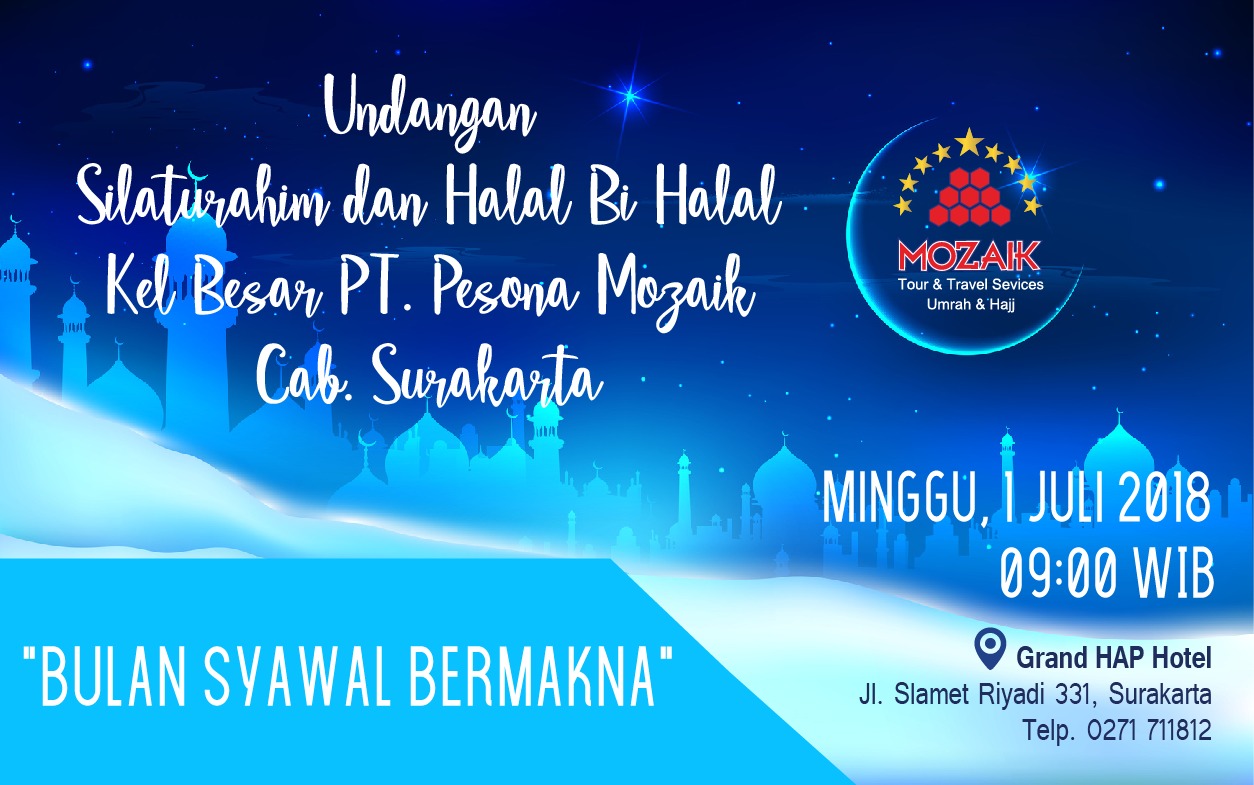 Undangan
Silaturahim dan Halal Bi Halal
Kel Besar PT. Pesona Mozaik
Cab. Surakarta
MOZAIK
Tour & Travel Sevices
Umrah & Hajj
MINGGU, 1 JULI 2018
09:00 WIB
"BULAN SYAWAL BERMAKNA"
Grand HAP Hotel
Jl. Slamet Riyadi 331, Surakarta
Telp. 0271 711812